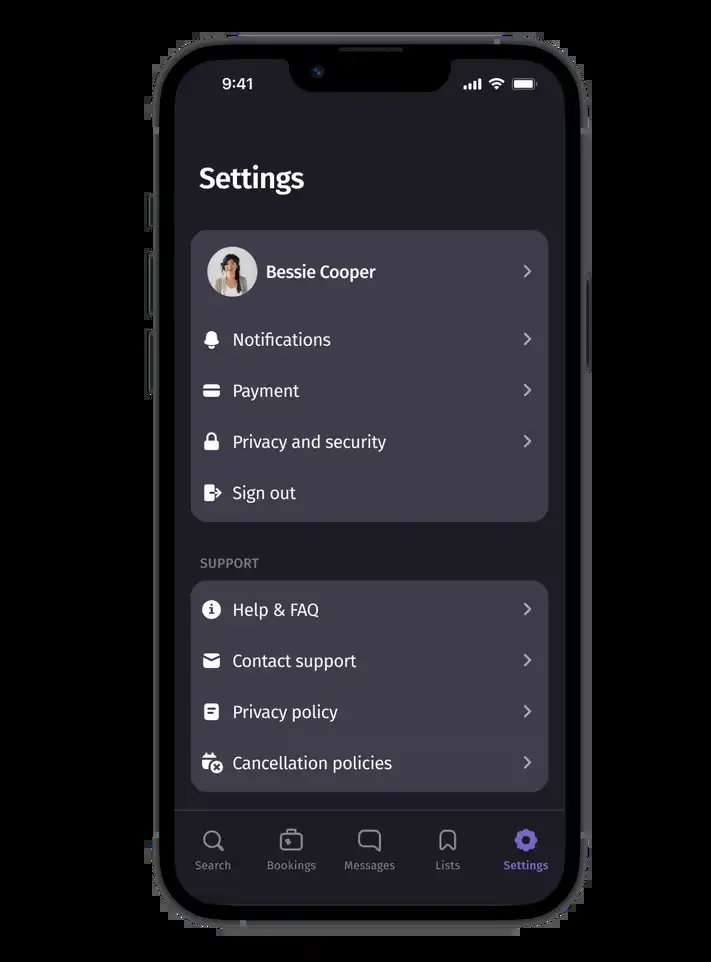 9:41
Settings
Bessie Cooper
Notifications
Payment
Privacy and security
Sign out
SUPPORT
Help & FAQ
Contact support
Privacy policy
Cancellation policies
Search Bookings Messages Lists Settings